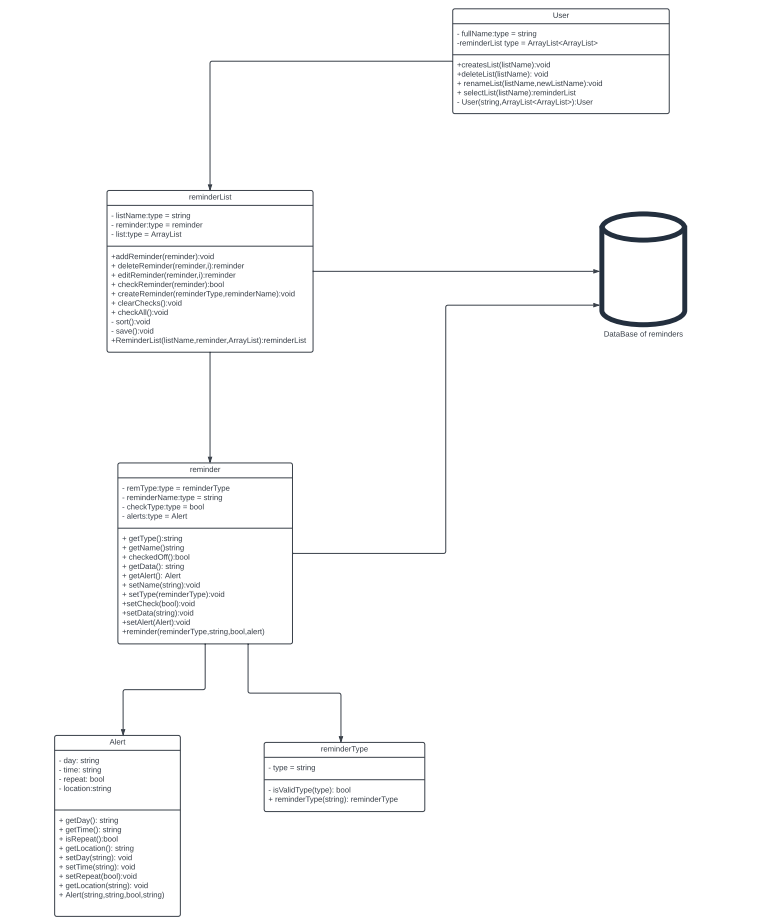 User
- fullName:type = string
-reminderList type = ArrayList<ArrayList>
+createsList(listName):void
+deleteList(listName): void
+ renameList(listName,newListName):void
+ selectList(listName):reminderList
- User(string,ArrayList<ArrayList>):User
reminderList
- listName:type = string
- reminder:type = reminder
- list:type = ArrayList
+addReminder(reminder):void
+ deleteReminder(reminder,i):reminder
+ editReminder(reminder,i):reminder
+ checkReminder(reminder):bool
+ createReminder(reminderType,reminderName):void
+ clearChecks():void
+ checkAll():void
- sort():void
- save():void
+ReminderList(listName,reminder,ArrayList):reminderList
DataBase of reminders
reminder
- remType:type = reminderType
- reminderName:type = string
- checkType:type = bool
- alerts:type = Alert
+ getType():string
+ getName()string
+ checkedOff():bool
+ getData(): string
+ getAlert(): Alert
+ setName(string):void
+ setType(reminderType):void
+setCheck(bool):void
+setData(string):void
+setAlert(Alert):void
+reminder(reminderType,string,bool,alert)
Alert
- day: string
- time: string
- repeat: bool
- location:string
+ getDay(): string
+ getTime(): string
+ isRepeat():bool
+ getLocation(): string
+ setDay(string): void
+ setTime(string): void
+ setRepeat(bool):void
+ getLocation(string): void
+ Alert(string,string,bool,string)
reminderType
- type = string
- isValidType(type): bool
+ reminderType(string): reminderType